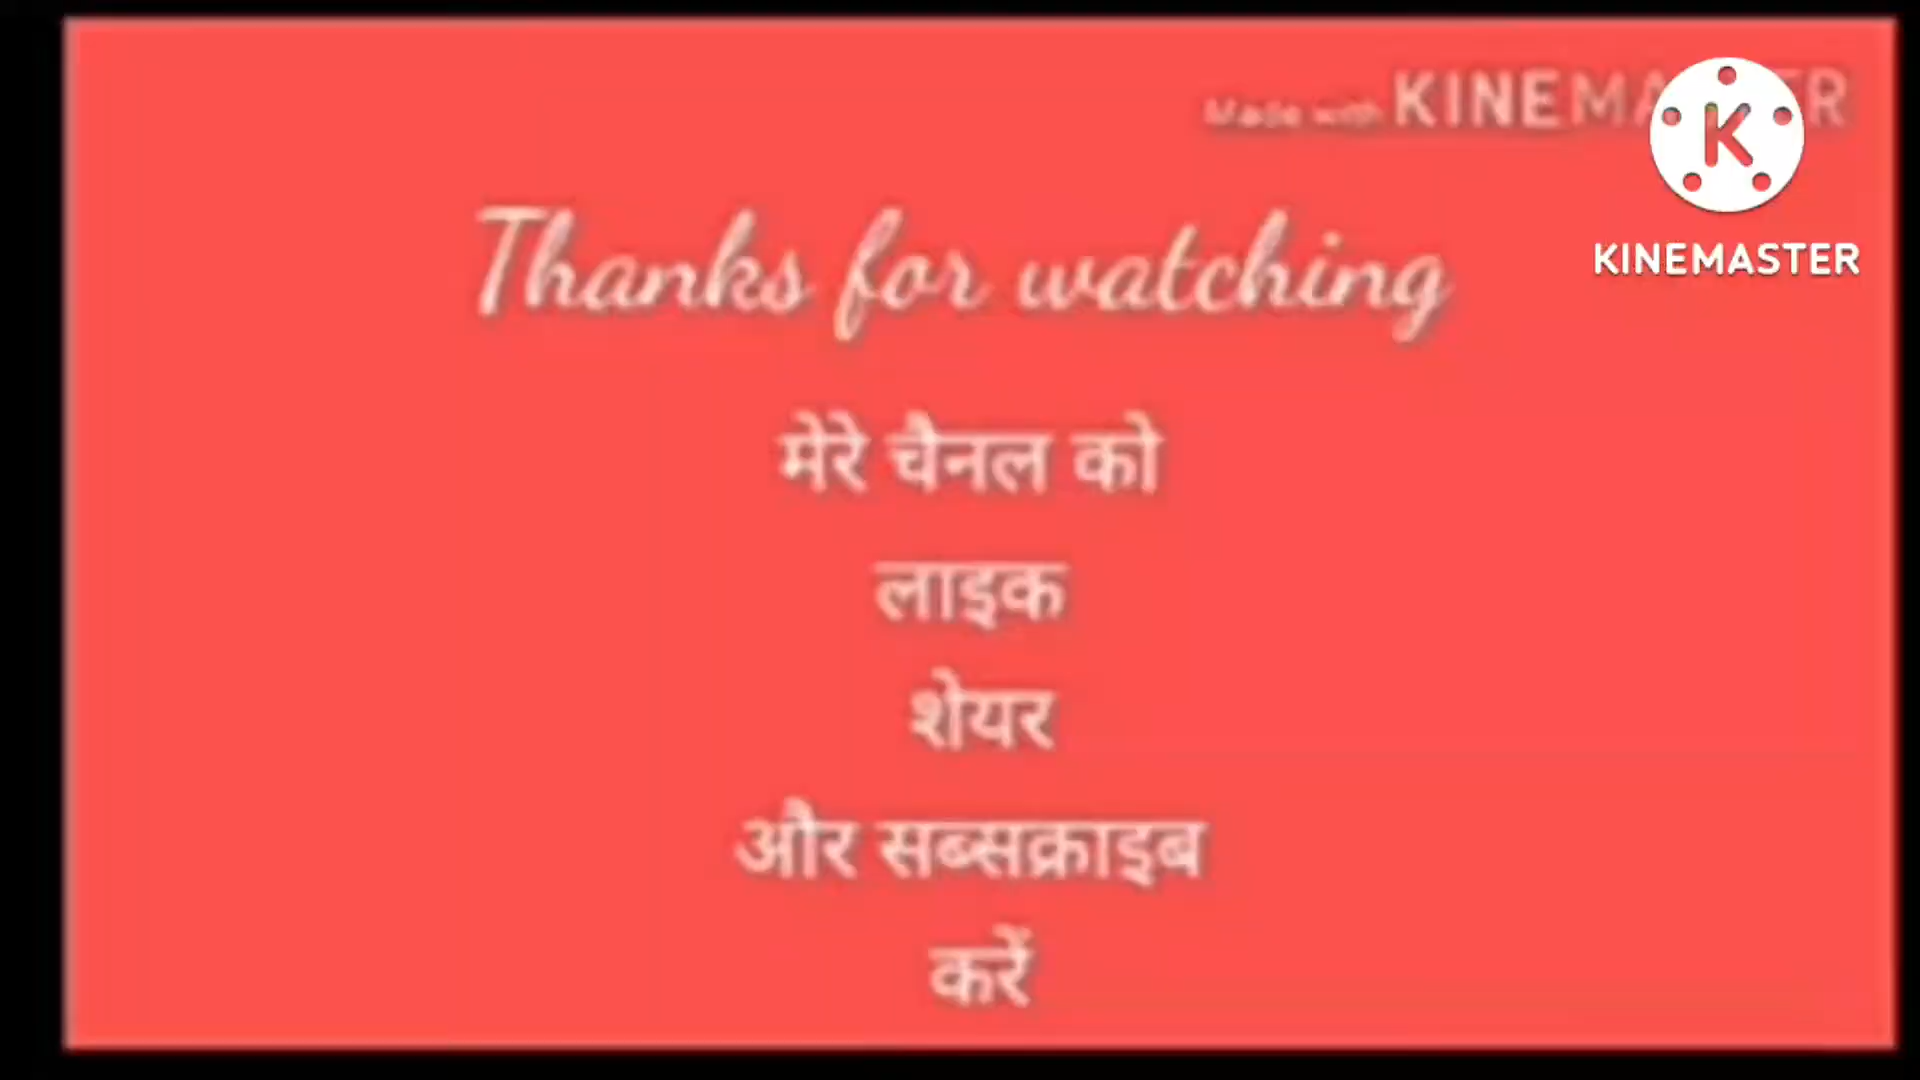 Made with KINEMASTER
K
KINEMASTER
Thanks for watching
मेरे चैनल को
लाइक
शेयर
और सब्सक्राइब
करें